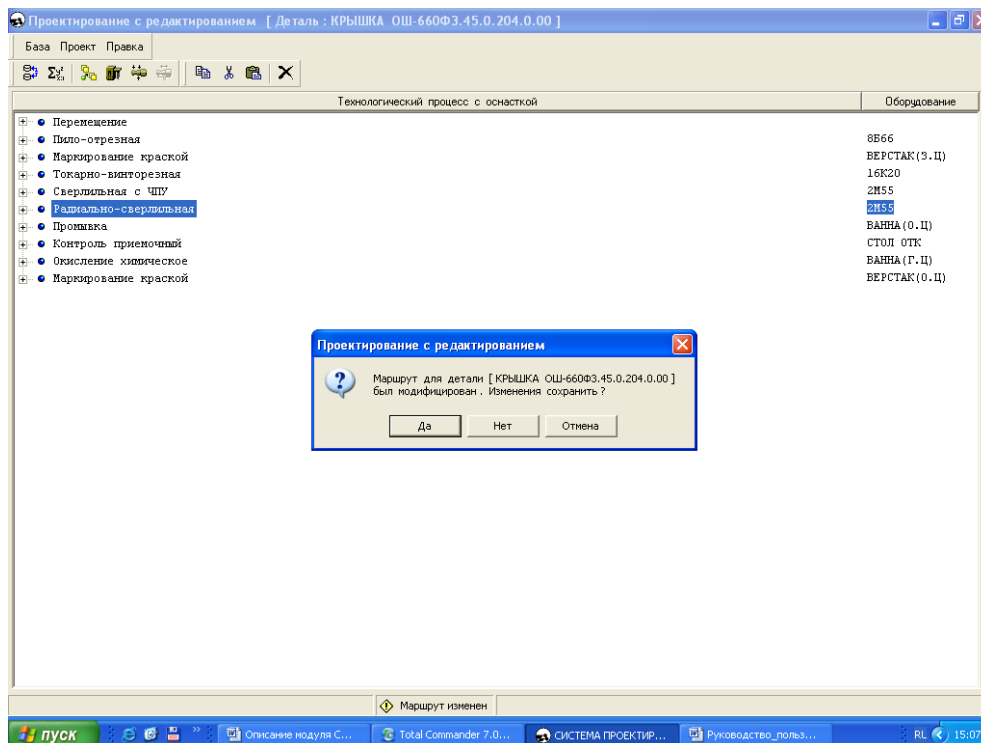 Проектирование с редактированием [ Деталь : КРЫШКА ОШ-660Ф3.45.0.204.0.00 ]
База Проект Правка
Технологический процесс с оснасткой Оборудование
Перемещение
Пило-отрезная 8Б66
Маркирование краской ВЕРСТАК(З.Ц)
Токарно-винторезная 16К20
Сверлильная с ЧПУ 2М55
Радиально-сверлильная 2М55
Промывка ВАННА(О.Ц)
Контроль приемочный СТОЛ ОТК
Окисление химическое ВАННА(Г.Ц)
Маркирование краской ВЕРСТАК(О.Ц)
Проектирование с редактированием
Маршрут для детали [ КРЫШКА ОШ-660Ф3.45.0.204.0.00 ]
был модифицирован . Изменения сохранить ?
Да Нет Отмена
Маршрут изменен
пуск Описание модуля С... Total Commander 7.0... СИСТЕМА ПРОЕКТИР... Руководство_польз... RL 15:07